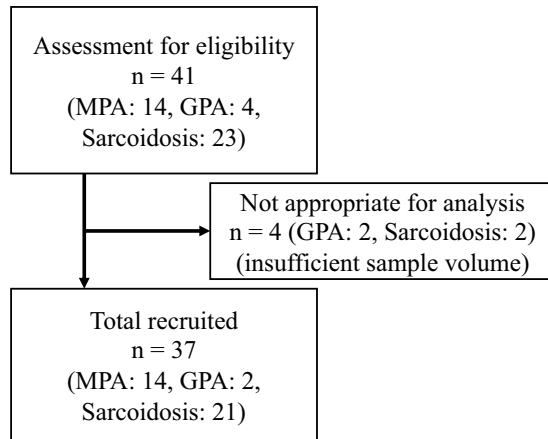 Assessment for eligibility
n = 41
(MPA: 14, GPA: 4,
Sarcoidosis: 23)
Not appropriate for analysis
n = 4 (GPA: 2, Sarcoidosis: 2)
(insufficient sample volume)
Total recruited
n = 37
(MPA: 14, GPA: 2,
Sarcoidosis: 21)